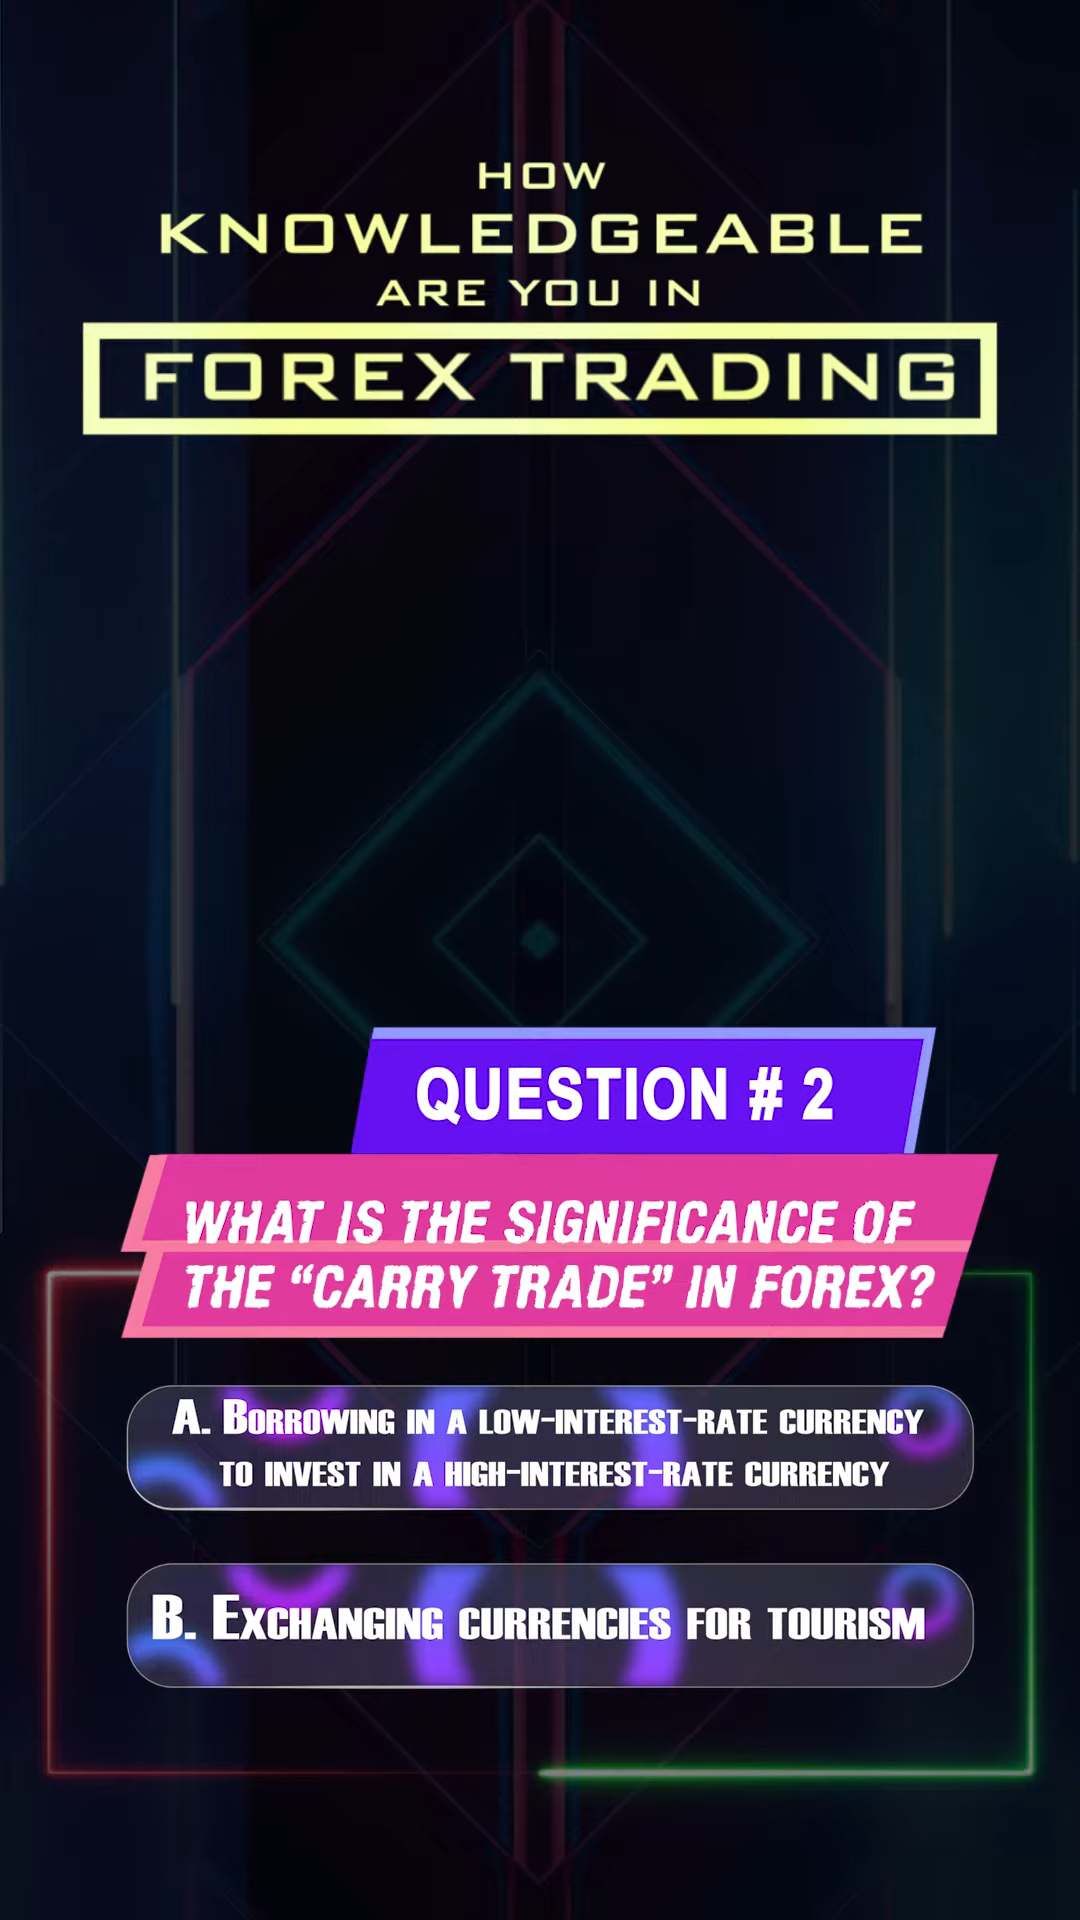 HOW
KNOWLEDGEABLE
ARE YOU IN
FOREX TRADING
QUESTION # 2
WHAT IS THE SIGNIFICANCE OF
THE “CARRY TRADE” IN FOREX?
A. Borrowing in a low-interest-rate currency
to invest in a high-interest-rate currency
B. Exchanging currencies for tourism